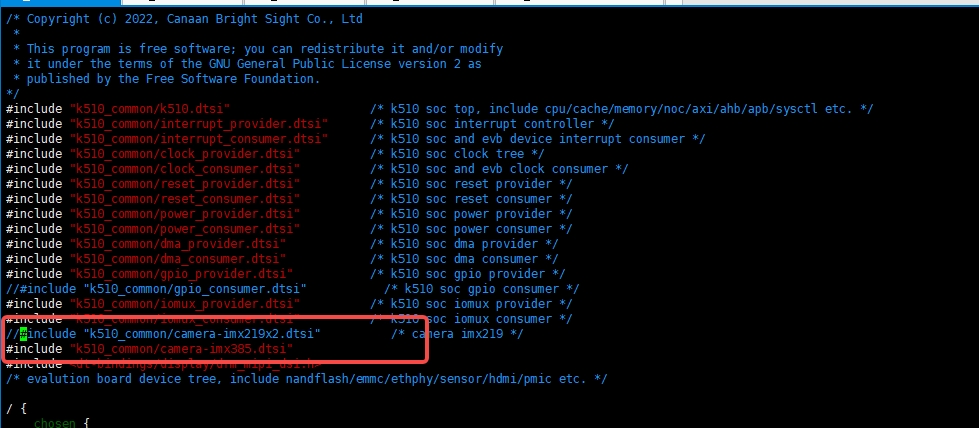 /* Copyright (c) 2022, Canaan Bright Sight Co., Ltd
*
* This program is free software; you can redistribute it and/or modify
* it under the terms of the GNU General Public License version 2 as
* published by the Free Software Foundation.
*/
#include "k510_common/k510.dtsi" /* k510 soc top, include cpu/cache/memory/noc/axi/ahb/apb/sysctl etc. */
#include "k510_common/interrupt_provider.dtsi" /* k510 soc interrupt controller */
#include "k510_common/interrupt_consumer.dtsi" /* k510 soc and evb device interrupt consumer */
#include "k510_common/clock_provider.dtsi" /* k510 soc clock tree */
#include "k510_common/clock_consumer.dtsi" /* k510 soc and evb clock consumer */
#include "k510_common/reset_provider.dtsi" /* k510 soc reset provider */
#include "k510_common/reset_consumer.dtsi" /* k510 soc reset consumer */
#include "k510_common/power_provider.dtsi" /* k510 soc power provider */
#include "k510_common/power_consumer.dtsi" /* k510 soc power consumer */
#include "k510_common/dma_provider.dtsi" /* k510 soc dma provider */
#include "k510_common/dma_consumer.dtsi" /* k510 soc dma consumer */
#include "k510_common/gpio_provider.dtsi" /* k510 soc gpio provider */
//#include "k510_common/gpio_consumer.dtsi" /* k510 soc gpio consumer */
#include "k510_common/iomux_provider.dtsi" /* k510 soc iomux provider */
#include "k510_common/iomux_consumer.dtsi" /* k510 soc iomux consumer */
//#include "k510_common/camera-imx219x2.dtsi" /* camera imx219 */
#include "k510_common/camera-imx385.dtsi"
#include <dt-bindings/display/drm_mipi_dsi.h>
/* evalution board device tree, include nandflash/emmc/ethphy/sensor/hdmi/pmic etc. */
/ {
chosen {